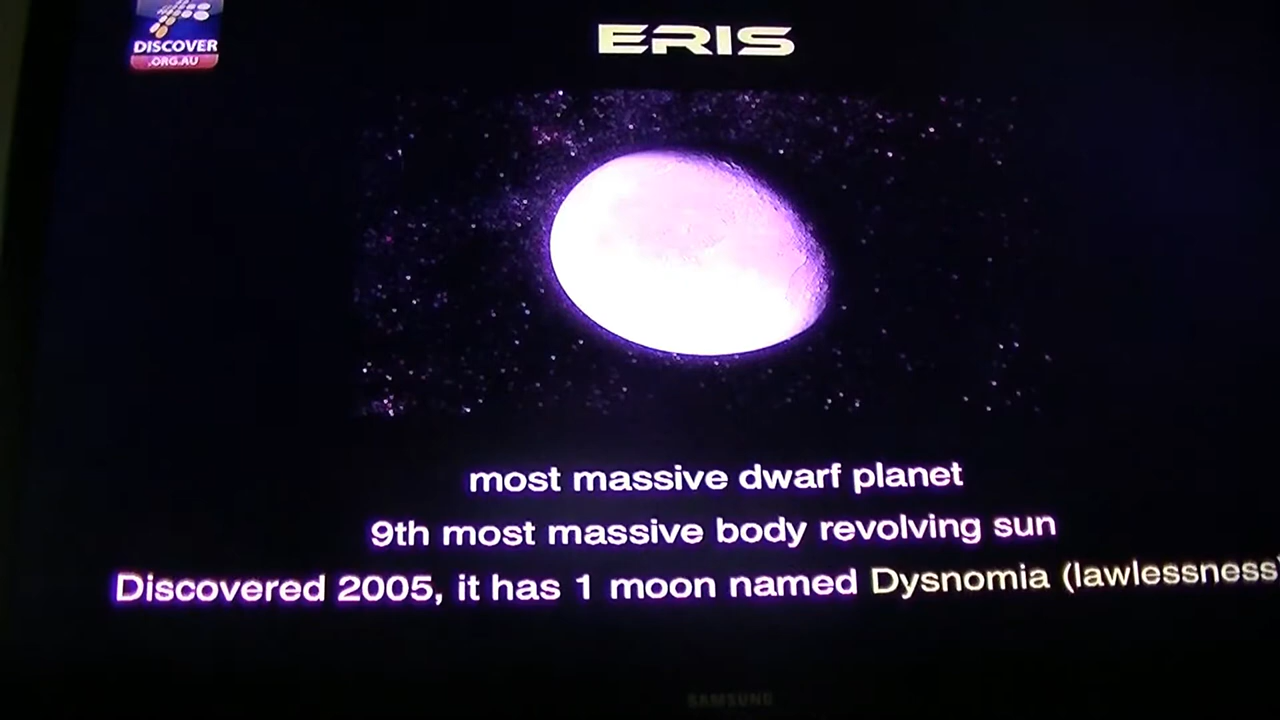 DISCOVER
.ORG.AU
ERIS
most massive dwarf planet
9th most massive body revolving sun
Discovered 2005, it has 1 moon named Dysnomia (lawlessness)
SAMSUNG